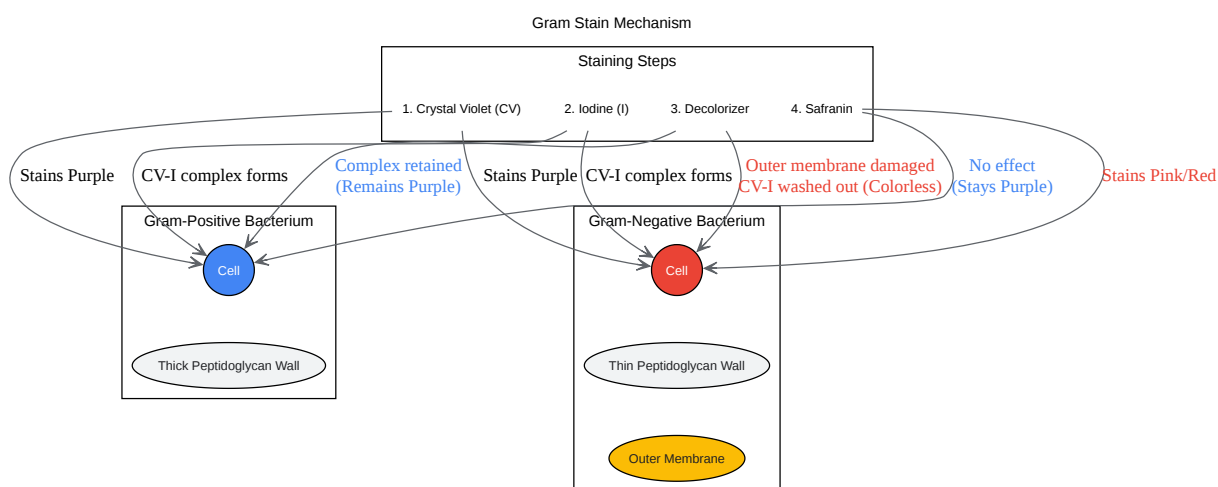 Gram Stain Mechanism
Staining Steps
1. Crystal Violet (CV)
2. Iodine (I)
3. Decolorizer
4. Safranin
Stains Purple
CV-I complex forms
Complex retained
(Remains Purple)
Stains Purple
CV-I complex forms
Outer membrane damaged
CV-I washed out (Colorless)
No effect
(Stays Purple)
Stains Pink/Red
Gram-Positive Bacterium
Cell
Thick Peptidoglycan Wall
Gram-Negative Bacterium
Cell
Thin Peptidoglycan Wall
Outer Membrane